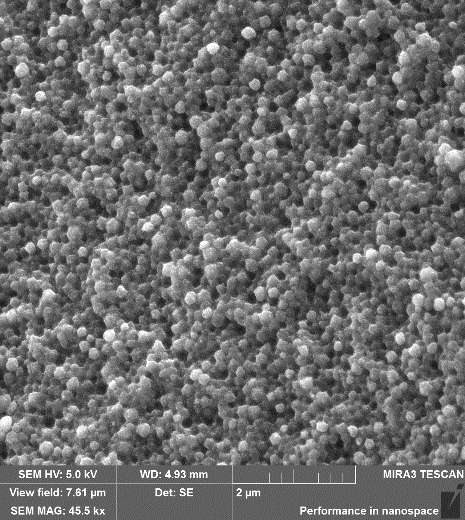 SEM HV: 5.0 kV WD: 4.93 mm MIRA3 TESCAN
View field: 7.61 µm Det: SE 2 µm
SEM MAG: 45.5 kx Performance in nanospace